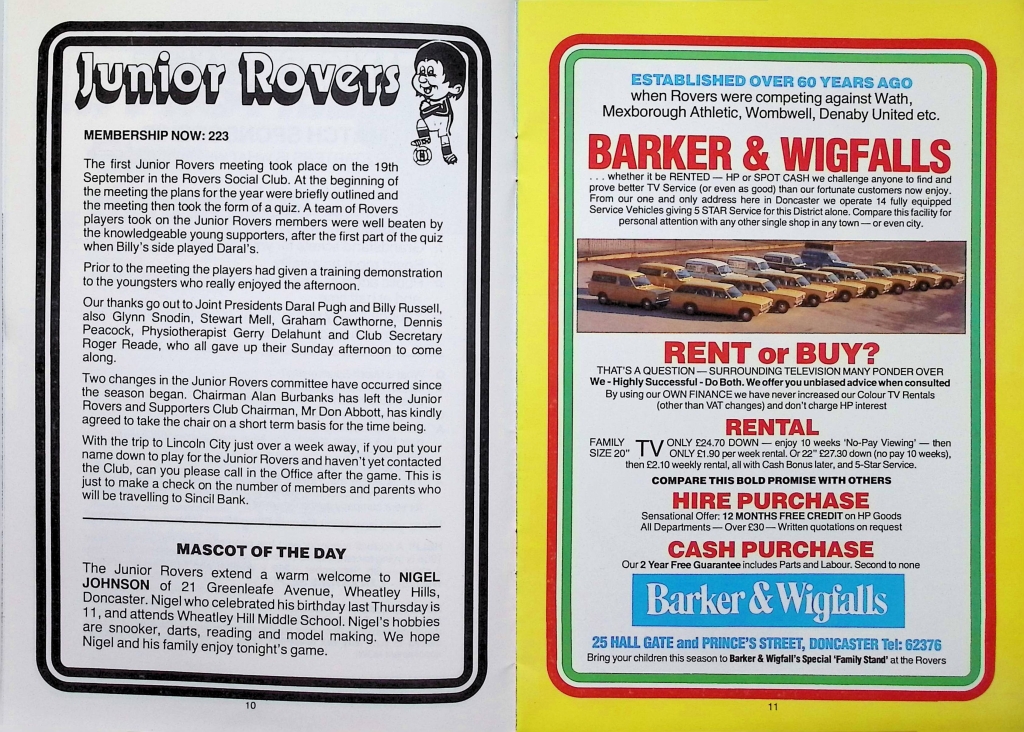 Junior Rovers
MEMBERSHIP NOW: 223
The first Junior Rovers meeting took place on the 19th
September in the Rovers Social Club. At the beginning of
the meeting the plans for the year were briefly outlined and
the meeting then took the form of a quiz. A team of Rovers
players took on the Junior Rovers members were well beaten by
the knowledgeable young supporters, after the first part of the quiz
when Billy's side played Daral's.
Prior to the meeting the players had given a training demonstration
to the youngsters who really enjoyed the afternoon.
Our thanks go out to Joint Presidents Daral Pugh and Billy Russell,
also Glynn Snodin, Stewart Mell, Graham Cawthorne, Dennis
Peacock, Physiotherapist Gerry Delahunt and Club Secretary
Roger Reade, who all gave up their Sunday afternoon to come
along.
Two changes in the Junior Rovers committee have occurred since
the season began. Chairman Alan Burbanks has left the Junior
Rovers and Supporters Club Chairman, Mr Don Abbott, has kindly
agreed to take the chair on a short term basis for the time being.
With the trip to Lincoln City just over a week away, if you put your
name down to play for the Junior Rovers and haven't yet contacted
the Club, can you please call in the Office after the game. This is
just to make a check on the number of members and parents who
will be travelling to Sincil Bank.
MASCOT OF THE DAY
The Junior Rovers extend a warm welcome to NIGEL
JOHNSON of 21 Greenleafe Avenue, Wheatley Hills,
Doncaster. Nigel who celebrated his birthday last Thursday is
11, and attends Wheatley Hill Middle School. Nigel's hobbies
are snooker, darts, reading and model making. We hope
Nigel and his family enjoy tonight's game.
10
ESTABLISHED OVER 60 YEARS AGO
when Rovers were competing against Wath,
Mexborough Athletic, Wombwell, Denaby United etc.
BARKER & WIGFALLS
. . . whether it be RENTED — HP or SPOT CASH we challenge anyone to find and
prove better TV Service (or even as good) than our fortunate customers now enjoy.
From our one and only address here in Doncaster we operate 14 fully equipped
Service Vehicles giving 5 STAR Service for this District alone. Compare this facility for
personal attention with any other single shop in any town — or even city.
RENT or BUY?
THAT'S A QUESTION — SURROUNDING TELEVISION MANY PONDER OVER
We - Highly Successful - Do Both. We offer you unbiased advice when consulted
By using our OWN FINANCE we have never increased our Colour TV Rentals
(other than VAT changes) and don't charge HP interest
RENTAL
FAMILY SIZE 20" TV ONLY £24.70 DOWN — enjoy 10 weeks 'No-Pay Viewing' — then
ONLY £1.90 per week rental. Or 22" £27.30 down (no pay 10 weeks),
then £2.10 weekly rental, all with Cash Bonus later, and 5-Star Service.
COMPARE THIS BOLD PROMISE WITH OTHERS
HIRE PURCHASE
Sensational Offer: 12 MONTHS FREE CREDIT on HP Goods
All Departments — Over £30 — Written quotations on request
CASH PURCHASE
Our 2 Year Free Guarantee includes Parts and Labour. Second to none
Barker & Wigfalls
25 HALL GATE and PRINCE'S STREET, DONCASTER Tel: 62376
Bring your children this season to Barker & Wigfall's Special 'Family Stand' at the Rovers
11